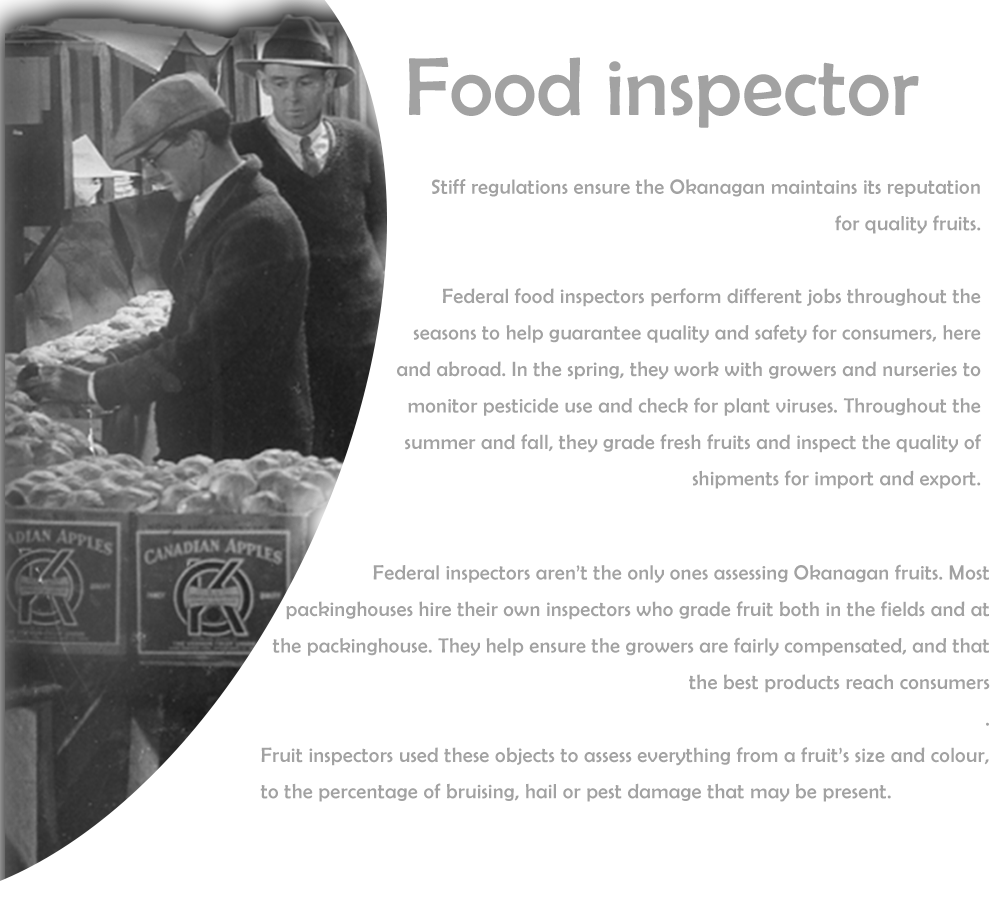 Food inspector
Stiff regulations ensure the Okanagan maintains its reputation
for quality fruits.
Federal food inspectors perform different jobs throughout the
seasons to help guarantee quality and safety for consumers, here
and abroad. In the spring, they work with growers and nurseries to
monitor pesticide use and check for plant viruses. Throughout the
summer and fall, they grade fresh fruits and inspect the quality of
shipments for import and export.
Federal inspectors aren't the only ones assessing Okanagan fruits. Most
packinghouses hire their own inspectors who grade fruit both in the fields and at
the packinghouse. They help ensure the growers are fairly compensated, and that
the best products reach consumers
.
Fruit inspectors used these objects to assess everything from a fruit's size and colour,
to the percentage of bruising, hail or pest damage that may be present.
ADIAN APPLES
CANADIAN APPLES
OK